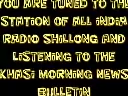 YOU ARE TUNED TO THE
STATION OF ALL INDIA
RADIO SHILLONG AND
LISTENING TO THE
KHASI MORNING NEWS
BULLETIN